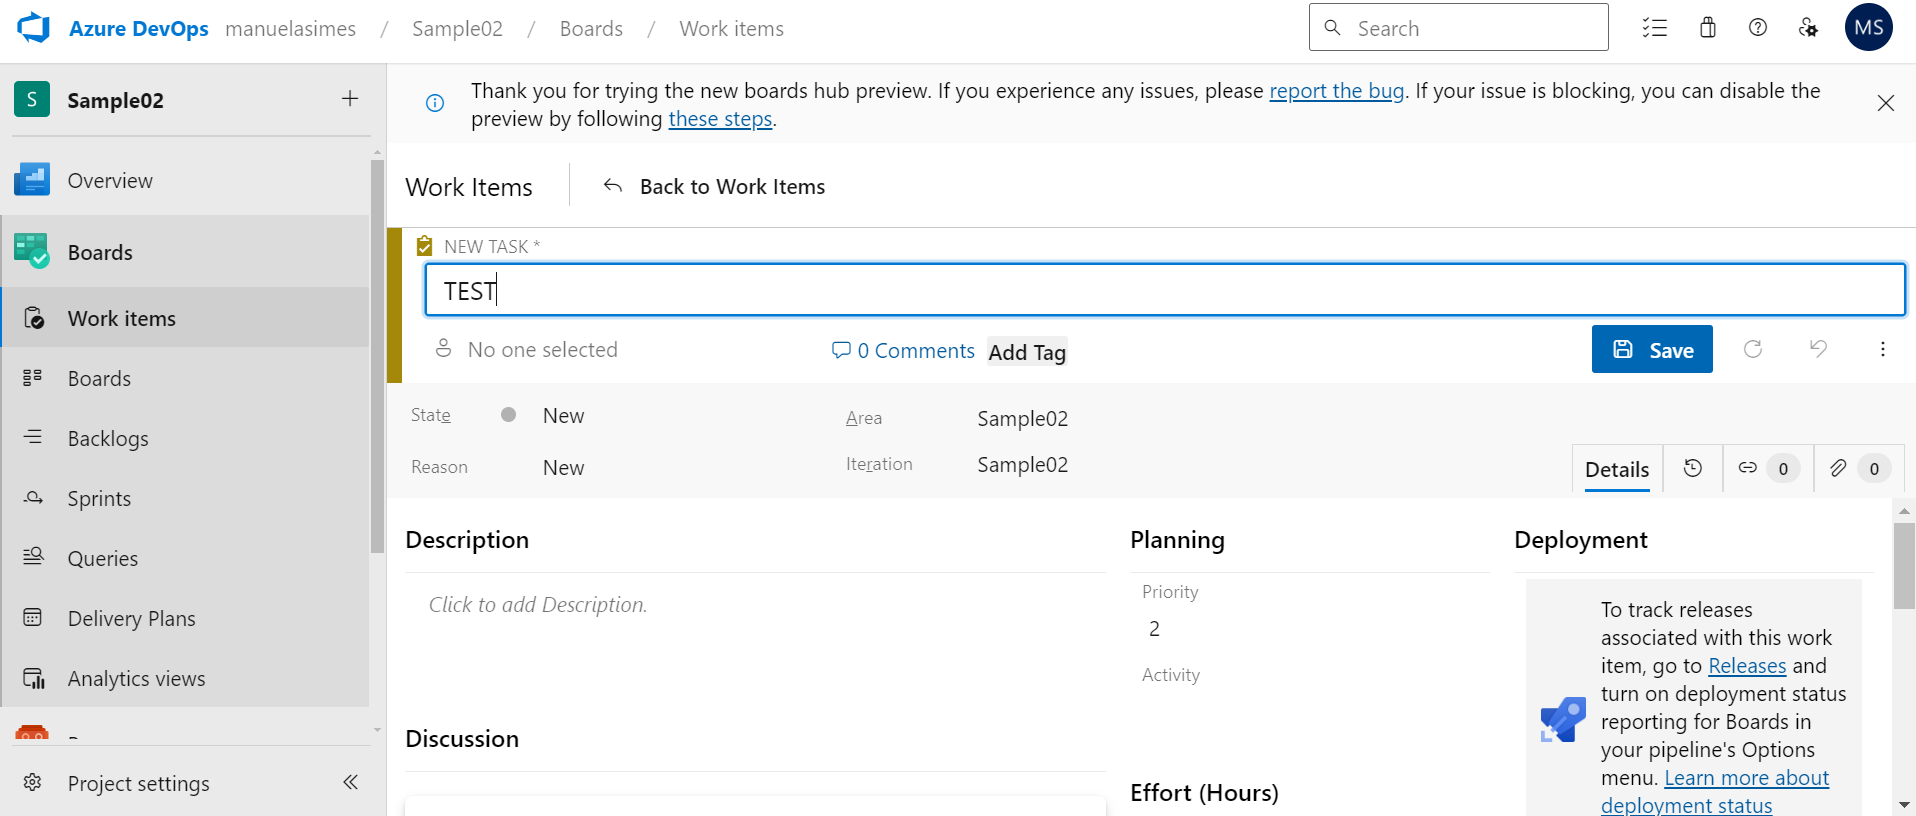 Azure DevOps manuelasimes / Sample02 / Boards / Work items
Search
MS
S Sample02
Overview
Boards
Work items
Boards
Backlogs
Sprints
Queries
Delivery Plans
Analytics views
Project settings
Thank you for trying the new boards hub preview. If you experience any issues, please report the bug. If your issue is blocking, you can disable the
preview by following these steps.
Work Items
Back to Work Items
NEW TASK *
TEST
No one selected
0 Comments
Add Tag
Save
State New
Reason New
Area Sample02
Iteration Sample02
Details
0
0
Description
Click to add Description.
Discussion
Planning
Priority
2
Activity
Effort (Hours)
Deployment
To track releases
associated with this work
item, go to Releases and
turn on deployment status
reporting for Boards in
your pipeline's Options
menu. Learn more about
deployment status